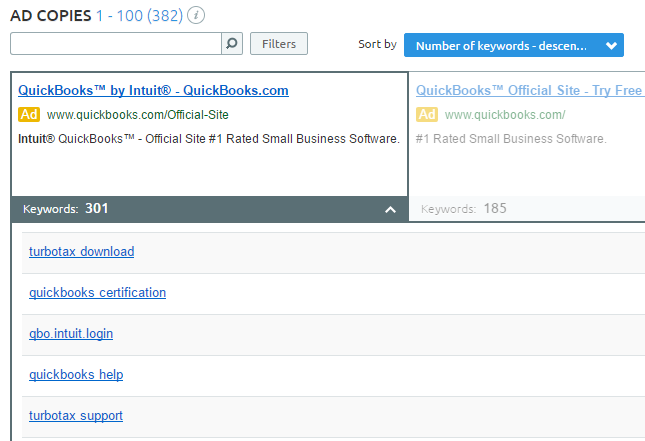 AD COPIES 1 - 100 (382) i
Filters
Sort by
Number of keywords - descen...
QuickBooks™ by Intuit® - QuickBooks.com
Ad www.quickbooks.com/Official-Site
Intuit® QuickBooks™ - Official Site #1 Rated Small Business Software.
Keywords: 301
QuickBooks™ Official Site - Try Free
Ad www.quickbooks.com/
#1 Rated Small Business Software.
Keywords: 185
turbotax download
quickbooks certification
qbo.intuit.login
quickbooks help
turbotax support